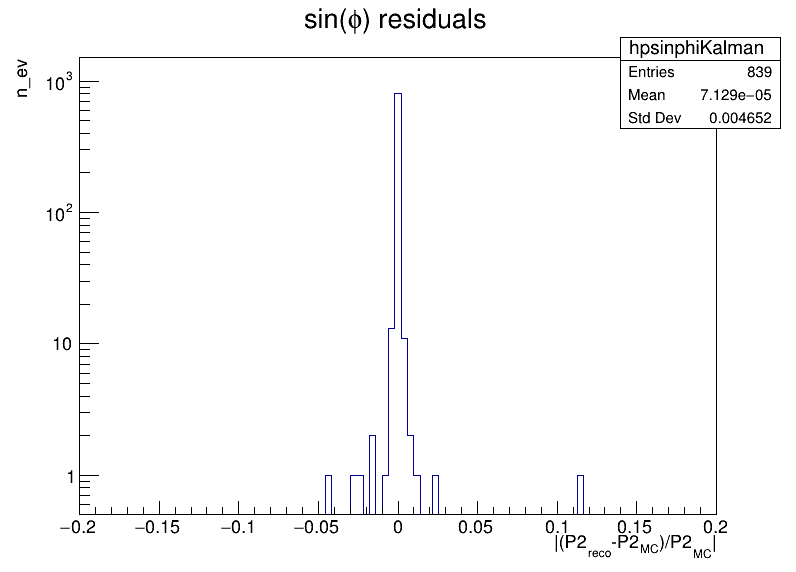 sin(ϕ) residuals
hpsinphiKalman
Entries 839
Mean 7.129e−05
Std Dev 0.004652
n_ev
10³
10²
10
1
−0.2 −0.15 −0.1 −0.05 0 0.05 0.1 0.15 0.2
|(P2reco-P2MC)/P2MC|